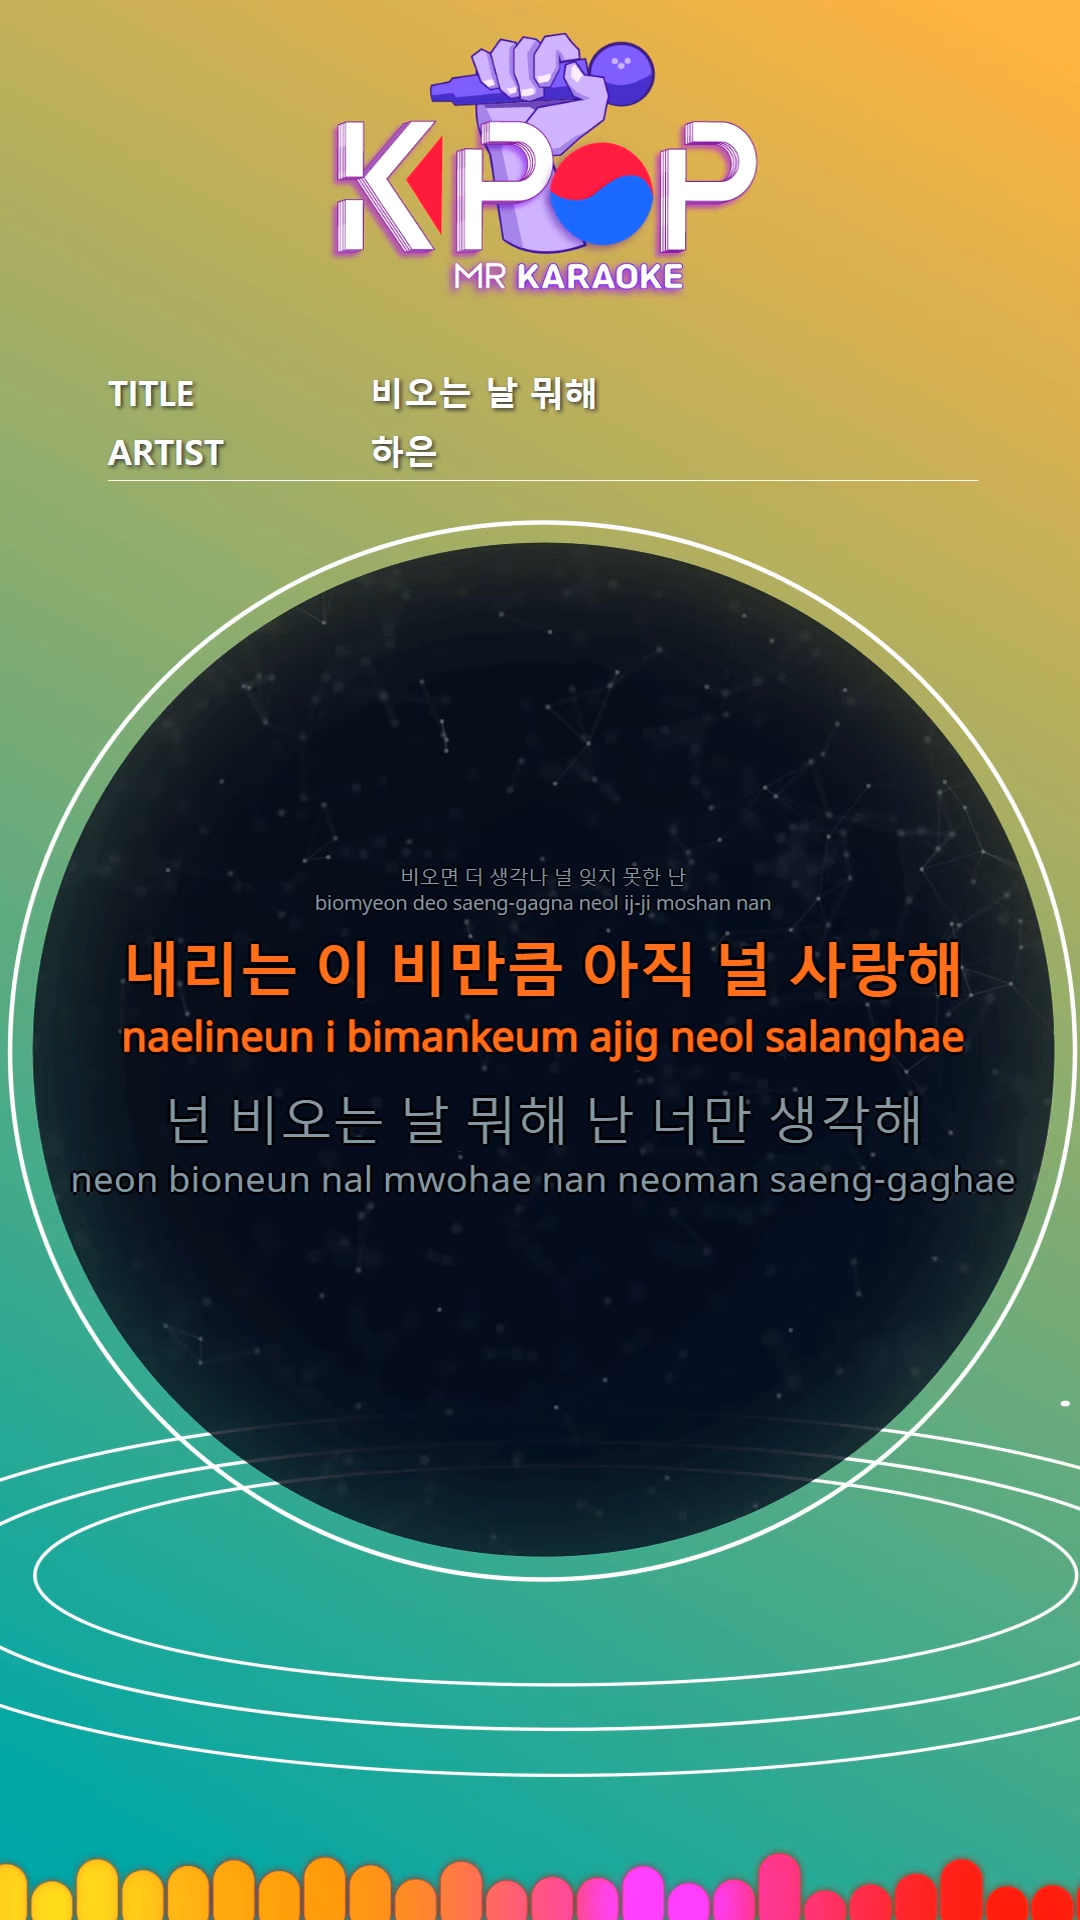 KPOP
MR KARAOKE
TITLE 비오는 날 뭐해
ARTIST 하은
비오면 더 생각나 널 잊지 못한 난
biomyeon deo saeng-gagna neol ij-ji moshan nan
내리는 이 비만큼 아직 널 사랑해
naelineun i bimankeum ajig neol salanghae
넌 비오는 날 뭐해 난 너만 생각해
neon bioneun nal mwohae nan neoman saeng-gaghae